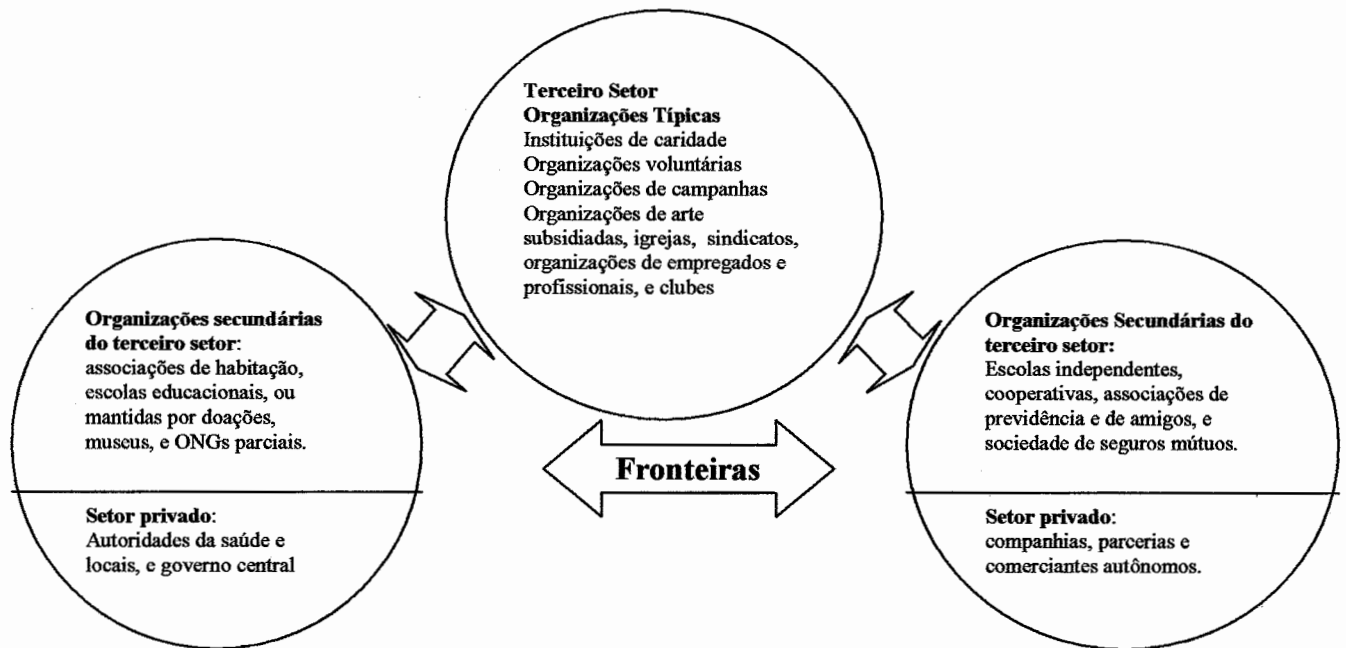 Terceiro Setor
Organizações Típicas
Instituições de caridade
Organizações voluntárias
Organizações de campanhas
Organizações de arte
subsidiadas, igrejas, sindicatos,
organizações de empregados e
profissionais, e clubes
Organizações secundárias
do terceiro setor:
associações de habitação,
escolas educacionais, ou
mantidas por doações,
museus, e ONGs parciais.
Setor privado:
Autoridades da saúde e
locais, e governo central
Fronteiras
Organizações Secundárias do
terceiro setor:
Escolas independentes,
cooperativas, associações de
previdência e de amigos, e
sociedade de seguros mútuos.
Setor privado:
companhias, parcerias e
comerciantes autônomos.